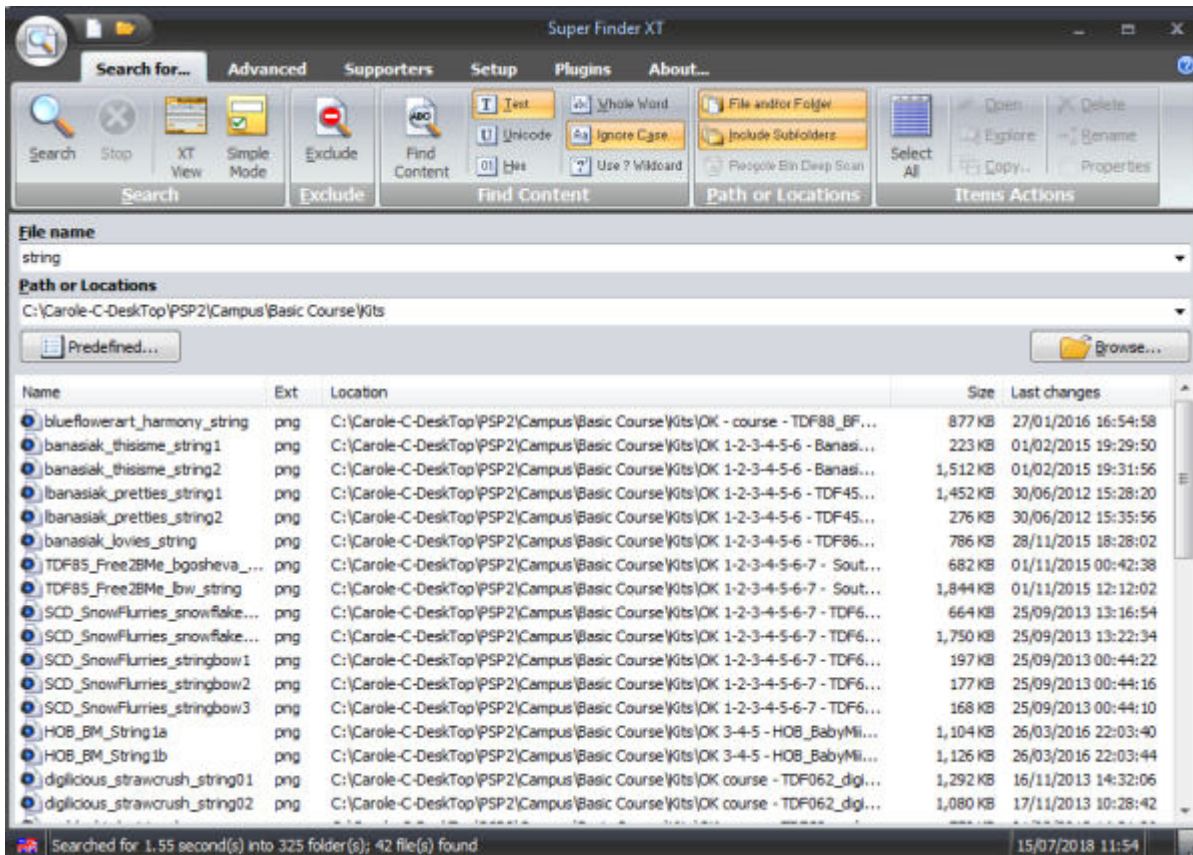 Super Finder XT
Search for... Advanced Supporters Setup Plugins About...
Search Stop XT View Simple Mode Exclude ABC Find Content T Text Whole Word File and/or Folder Select All Open Delete
U Unicode Ignore Case Include Subfolders Explore Rename
01 Hex ? Use ? Wildcard Recycle Bin Deep Scan Copy... Properties
Search Exclude Find Content Path or Locations Items Actions
File name
string
Path or Locations
C:\Carole-C-DeskTop\PSP2\Campus\Basic Course\Kits
Predefined... Browse...
Name Ext Location Size Last changes
blueflowerart_harmony_string png C:\Carole-C-DeskTop\PSP2\Campus\Basic Course\Kits\OK - course - TDF88_BF... 877 KB 27/01/2016 16:54:58
banasiak_thisisme_string1 png C:\Carole-C-DeskTop\PSP2\Campus\Basic Course\Kits\OK 1-2-3-4-5-6 - Banasi... 223 KB 01/02/2015 19:29:50
banasiak_thisisme_string2 png C:\Carole-C-DeskTop\PSP2\Campus\Basic Course\Kits\OK 1-2-3-4-5-6 - Banasi... 1,512 KB 01/02/2015 19:31:56
lbanasiak_pretties_string1 png C:\Carole-C-DeskTop\PSP2\Campus\Basic Course\Kits\OK 1-2-3-4-5-6 - TDF45... 1,452 KB 30/06/2012 15:28:20
lbanasiak_pretties_string2 png C:\Carole-C-DeskTop\PSP2\Campus\Basic Course\Kits\OK 1-2-3-4-5-6 - TDF45... 276 KB 30/06/2012 15:35:56
banasiak_lovies_string png C:\Carole-C-DeskTop\PSP2\Campus\Basic Course\Kits\OK 1-2-3-4-5-6 - TDF86... 786 KB 28/11/2015 18:28:02
TDF85_Free2BMe_bgosheva_... png C:\Carole-C-DeskTop\PSP2\Campus\Basic Course\Kits\OK 1-2-3-4-5-6-7 - Sout... 682 KB 01/11/2015 00:42:38
TDF85_Free2BMe_lbw_string png C:\Carole-C-DeskTop\PSP2\Campus\Basic Course\Kits\OK 1-2-3-4-5-6-7 - Sout... 1,844 KB 01/11/2015 12:12:02
SCD_SnowFlurries_snowflake... png C:\Carole-C-DeskTop\PSP2\Campus\Basic Course\Kits\OK 1-2-3-4-5-6-7 - TDF6... 664 KB 25/09/2013 13:16:54
SCD_SnowFlurries_snowflake... png C:\Carole-C-DeskTop\PSP2\Campus\Basic Course\Kits\OK 1-2-3-4-5-6-7 - TDF6... 1,750 KB 25/09/2013 13:22:34
SCD_SnowFlurries_stringbow1 png C:\Carole-C-DeskTop\PSP2\Campus\Basic Course\Kits\OK 1-2-3-4-5-6-7 - TDF6... 197 KB 25/09/2013 00:44:22
SCD_SnowFlurries_stringbow2 png C:\Carole-C-DeskTop\PSP2\Campus\Basic Course\Kits\OK 1-2-3-4-5-6-7 - TDF6... 177 KB 25/09/2013 00:44:16
SCD_SnowFlurries_stringbow3 png C:\Carole-C-DeskTop\PSP2\Campus\Basic Course\Kits\OK 1-2-3-4-5-6-7 - TDF6... 168 KB 25/09/2013 00:44:10
HOB_BM_String1a png C:\Carole-C-DeskTop\PSP2\Campus\Basic Course\Kits\OK 3-4-5 - HOB_BabyMii... 1,104 KB 26/03/2016 22:03:40
HOB_BM_String1b png C:\Carole-C-DeskTop\PSP2\Campus\Basic Course\Kits\OK 3-4-5 - HOB_BabyMii... 1,126 KB 26/03/2016 22:03:44
digilicious_strawcrush_string01 png C:\Carole-C-DeskTop\PSP2\Campus\Basic Course\Kits\OK course - TDF062_digi... 1,292 KB 16/11/2013 14:32:06
digilicious_strawcrush_string02 png C:\Carole-C-DeskTop\PSP2\Campus\Basic Course\Kits\OK course - TDF062_digi... 1,080 KB 17/11/2013 10:28:42
Searched for 1.55 second(s) into 325 folder(s); 42 file(s) found 15/07/2018 11:54